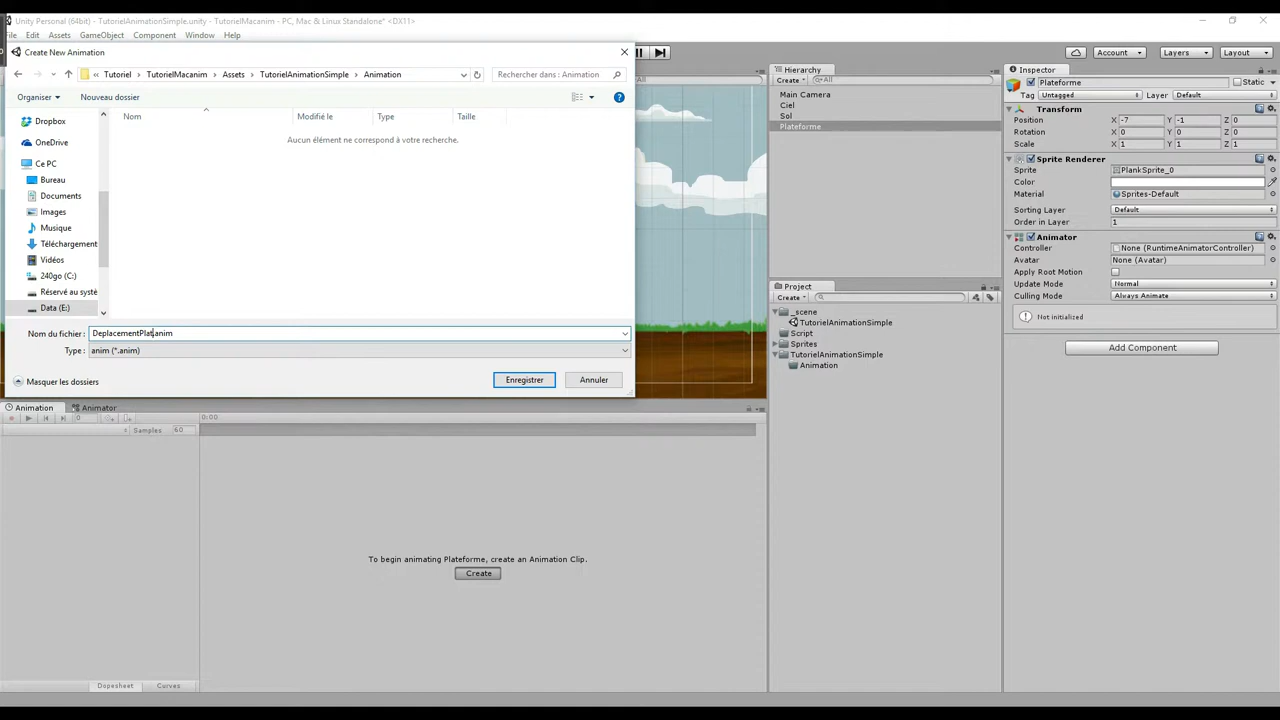 Unity Personal (64bit) - TutorielAnimationSimple.unity - TutorielMacanim - PC, Mac & Linux Standalone* <DX11>
Edit Assets GameObject Component Window Help
Create New Animation
« Tutoriel > TutorielMacanim > Assets > TutorielAnimationSimple > Animation
Rechercher dans : Animation
Organiser
Nouveau dossier
Nom Modifié le Type Taille
Aucun élément ne correspond à votre recherche.
Dropbox
OneDrive
Ce PC
Bureau
Documents
Images
Musique
Téléchargement
Vidéos
240go (C:)
Réservé au systè
Data (E:)
Nom du fichier : DeplacementPlat.anim
Type : anim (*.anim)
Masquer les dossiers
Enregistrer
Annuler
Account
Layers
Layout
Hierarchy
Create
All
Main Camera
Ciel
Sol
Plateforme
Project
Create
_scene
TutorielAnimationSimple
Script
Sprites
TutorielAnimationSimple
Animation
Inspector
Plateforme
Static
Tag Untagged
Layer Default
Transform
Position X -7 Y -1 Z 0
Rotation X 0 Y 0 Z 0
Scale X 1 Y 1 Z 1
Sprite Renderer
Sprite PlankSprite_0
Color
Material Sprites-Default
Sorting Layer Default
Order in Layer 1
Animator
Controller None (RuntimeAnimatorController)
Avatar None (Avatar)
Apply Root Motion
Update Mode Normal
Culling Mode Always Animate
Not initialized
Add Component
Animation
Animator
0
0:00
Samples 60
To begin animating Plateforme, create an Animation Clip.
Create
Dopesheet
Curves